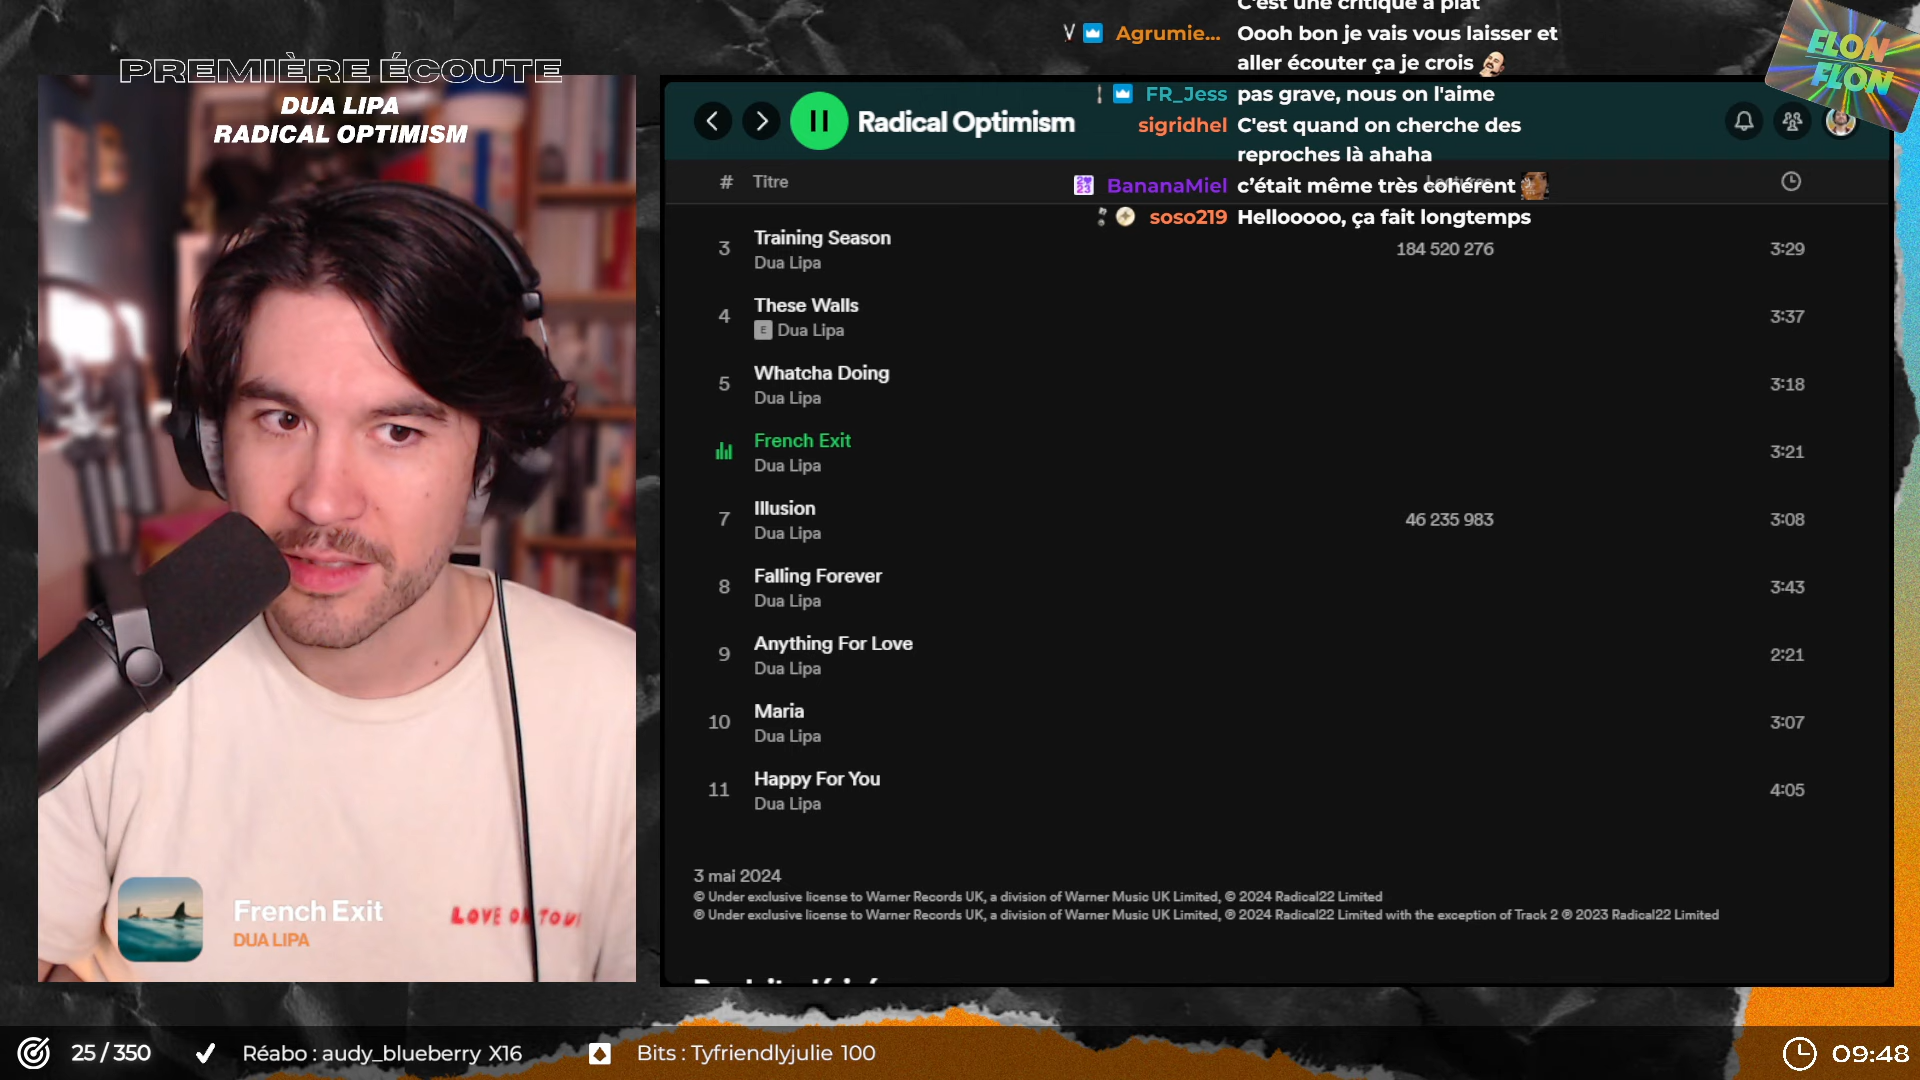 PREMIÈRE ÉCOUTE
DUA LIPA
RADICAL OPTIMISM
C'est une critique à plat
Agrumie... Oooh bon je vais vous laisser et
aller écouter ça je crois
FR_Jess pas grave, nous on l'aime
sigridhel C'est quand on cherche des
reproches là ahaha
BananaMiel c'était même très cohérent
soso219 Hellooooo, ça fait longtemps
FLON
FLON
Radical Optimism
# Titre
3 Training Season 184 520 276 3:29
Dua Lipa
4 These Walls 3:37
E Dua Lipa
5 Whatcha Doing 3:18
Dua Lipa
French Exit 3:21
Dua Lipa
7 Illusion 46 235 983 3:08
Dua Lipa
8 Falling Forever 3:43
Dua Lipa
9 Anything For Love 2:21
Dua Lipa
10 Maria 3:07
Dua Lipa
11 Happy For You 4:05
Dua Lipa
3 mai 2024
© Under exclusive license to Warner Records UK, a division of Warner Music UK Limited, © 2024 Radical22 Limited
℗ Under exclusive license to Warner Records UK, a division of Warner Music UK Limited, ℗ 2024 Radical22 Limited with the exception of Track 2 ℗ 2023 Radical22 Limited
French Exit
DUA LIPA
LOVE ON TOUR
25 / 350
Réabo : audy_blueberry X16
Bits : Tyfriendlyjulie 100
09:48